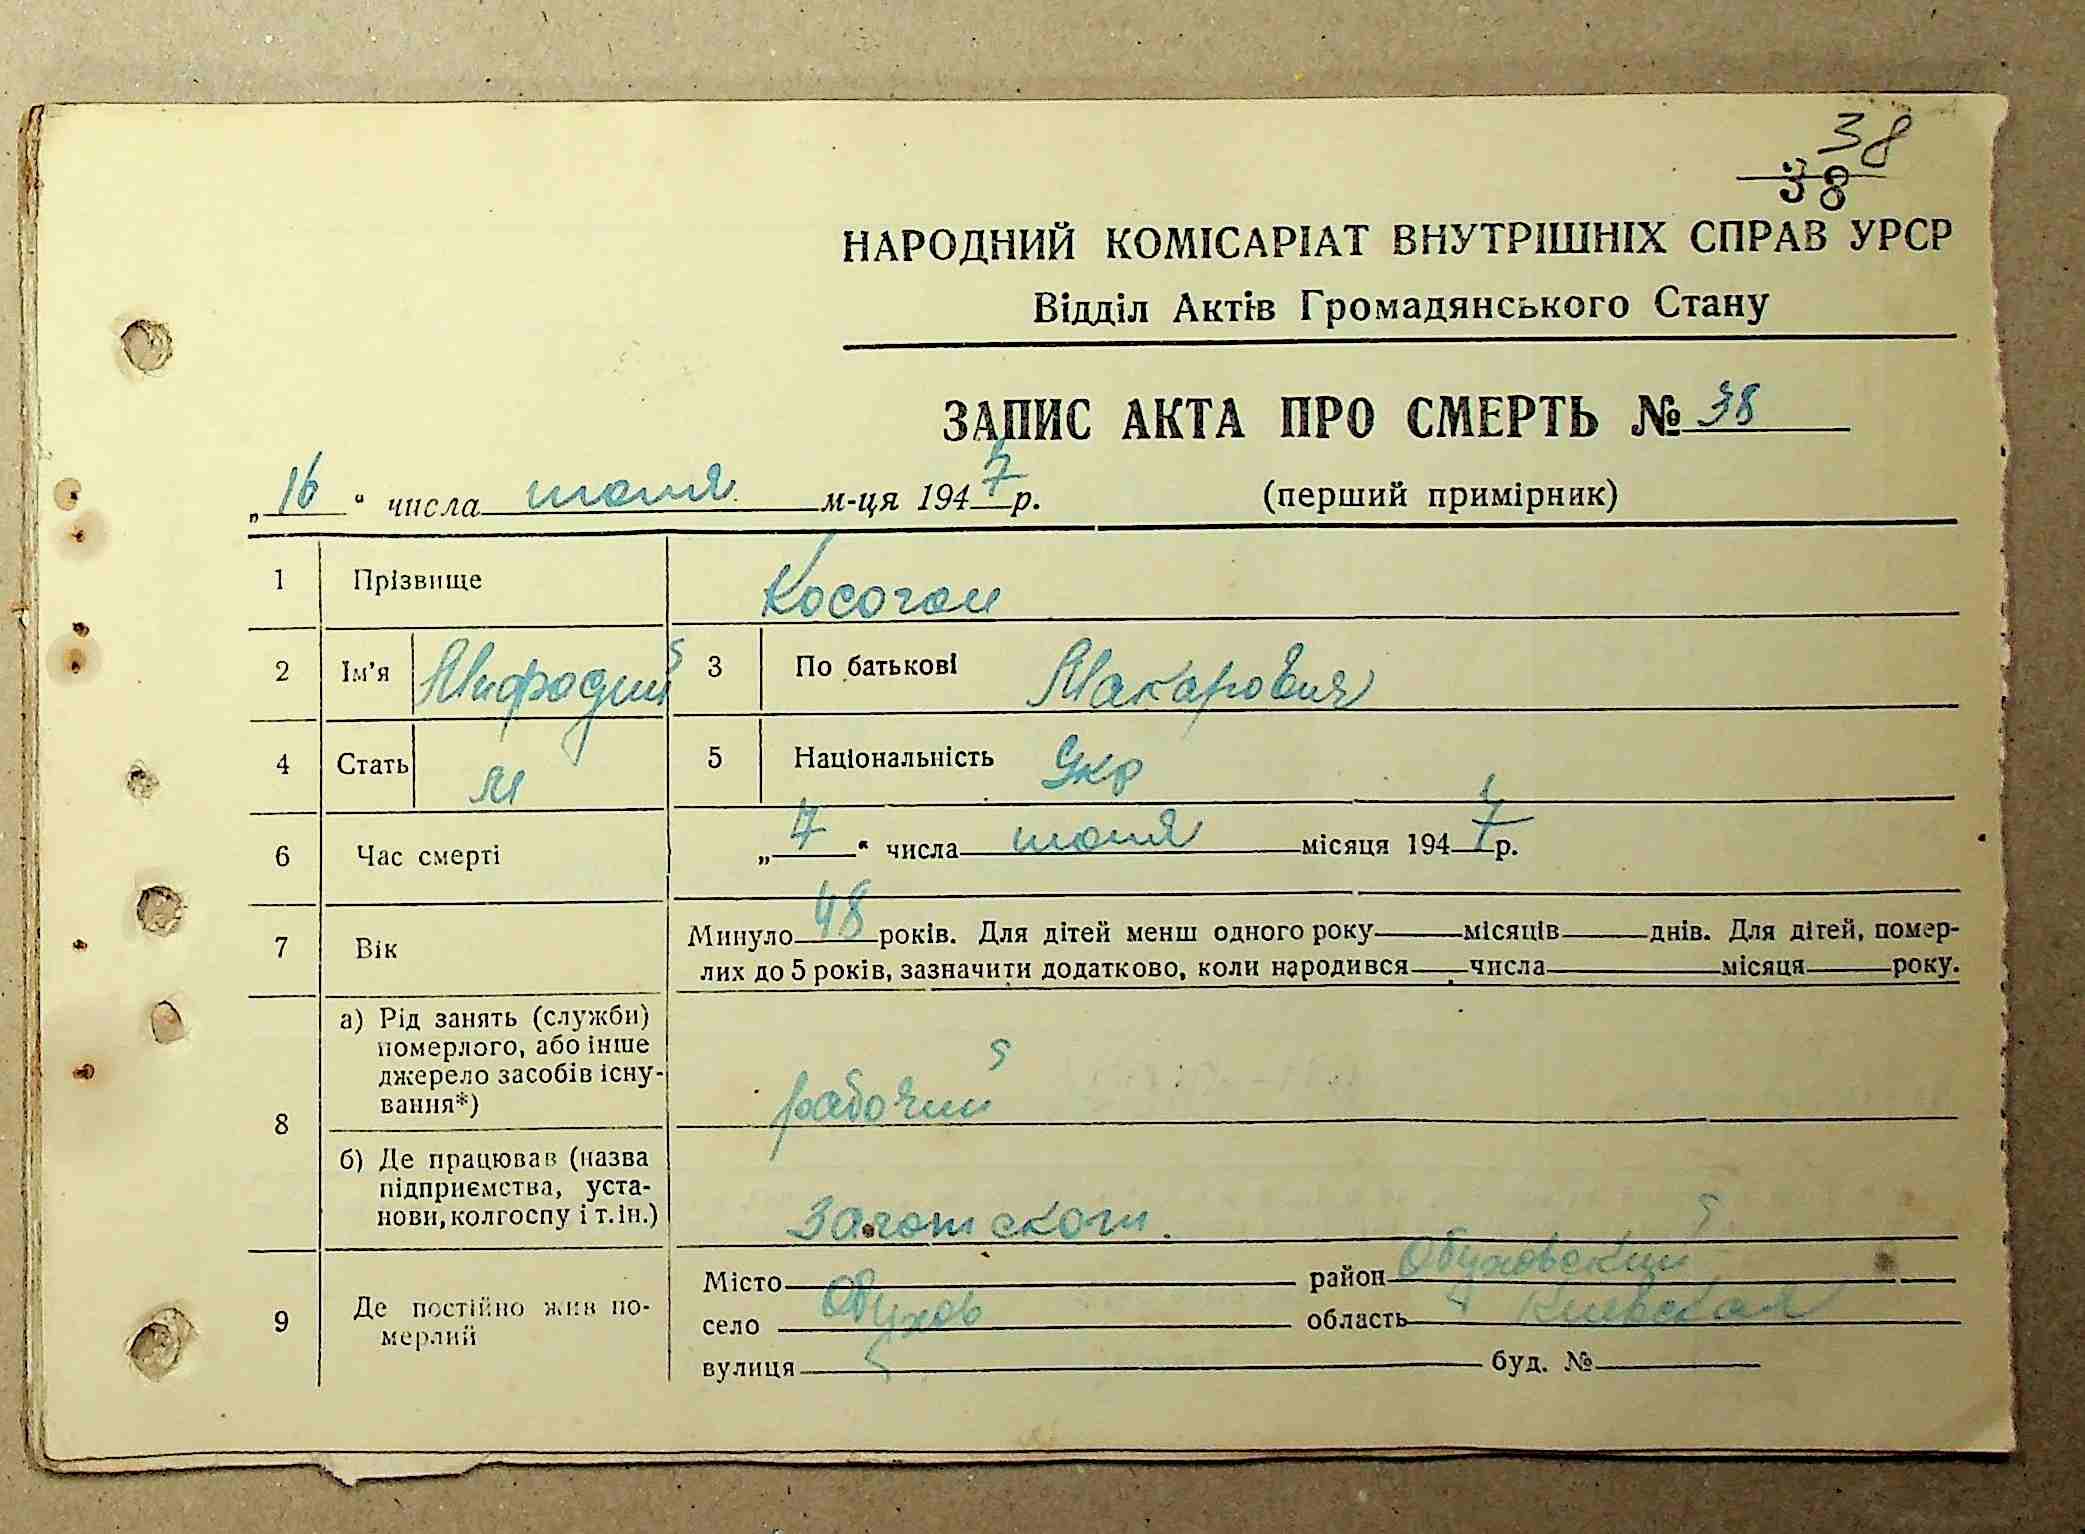 38
38
НАРОДНИЙ КОМІСАРІАТ ВНУТРІШНІХ СПРАВ УРСР
Відділ Актів Громадянського Стану
ЗАПИС АКТА ПРО СМЕРТЬ № 38
„16“ числа июня м-ця 1947 р. (перший примірник)
1 Прізвище Косогов
2 Ім'я Мифодий 3 По батькові Макарович
4 Стать М 5 Національність Укр
6 Час смерті „7“ числа июня місяця 1947 р.
7 Вік Минуло 48 років. Для дітей менш одного року місяців днів. Для дітей, помер-
лих до 5 років, зазначити додатково, коли народився числа місяця року.
8 а) Рід занять (служби)
померлого, або інше
джерело засобів існу-
вання*) рабочий
б) Де працював (назва
підприємства, уста-
нови, колгоспу і т.ін.) Заготскот
9 Де постійно жив по-
мерлий
Місто район Обуховский
село Обухов область Киевская
вулиця буд. №